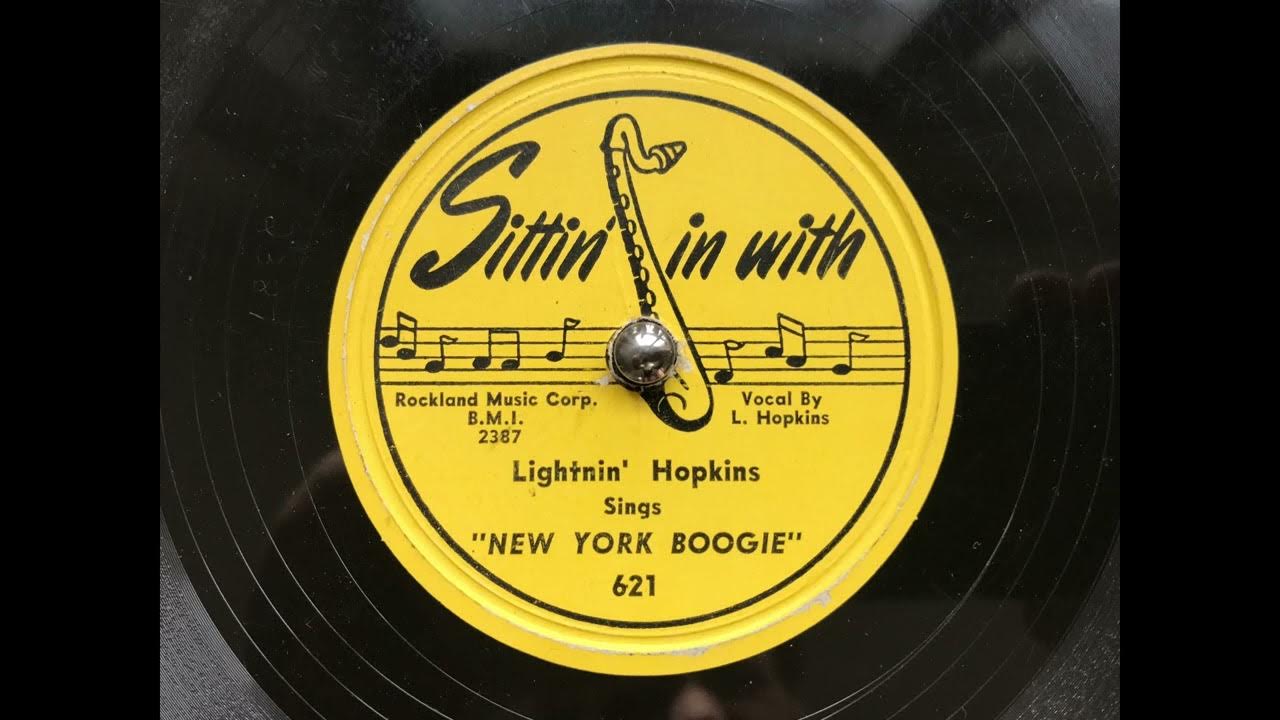 Sittin' in with
Rockland Music Corp.
B.M.I.
2387
Vocal By
L. Hopkins
Lightnin' Hopkins
Sings
"NEW YORK BOOGIE"
621